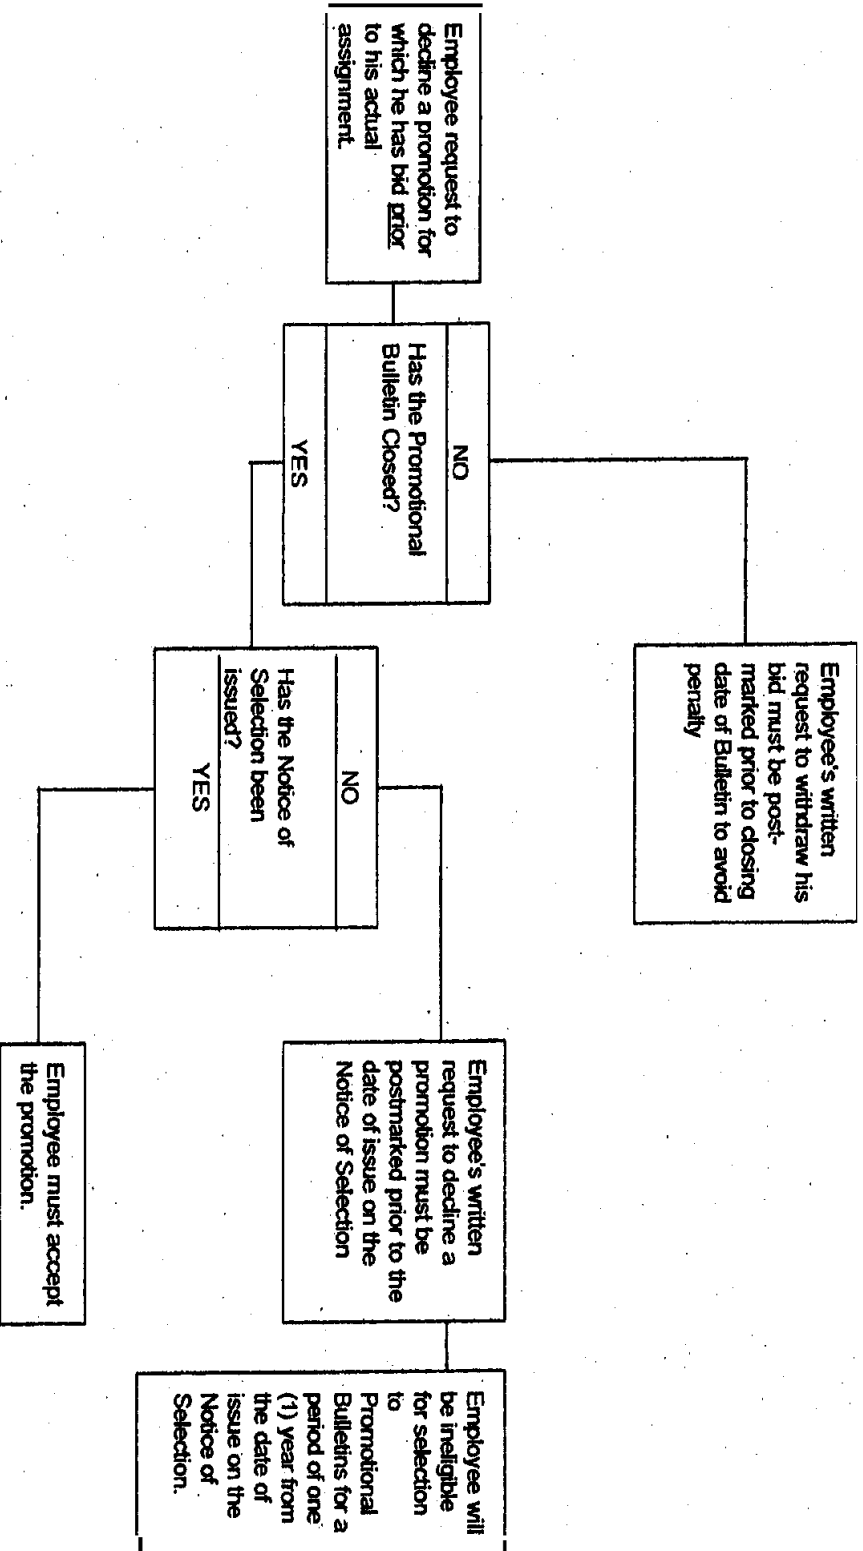 Employee request to
decline a promotion for
which he has bid prior
to his actual
assignment.
NO
Has the Promotional
Bulletin Closed?
YES
Employee's written
request to withdraw his
bid must be post-
marked prior to closing
date of Bulletin to avoid
penalty
NO
Has the Notice of
Selection been
issued?
YES
Employee's written
request to decline a
promotion must be
postmarked prior to the
date of issue on the
Notice of Selection
Employee must accept
the promotion.
Employee will
be ineligible
for selection
to
Promotional
Bulletins for a
period of one
(1) year from
the date of
issue on the
Notice of
Selection.